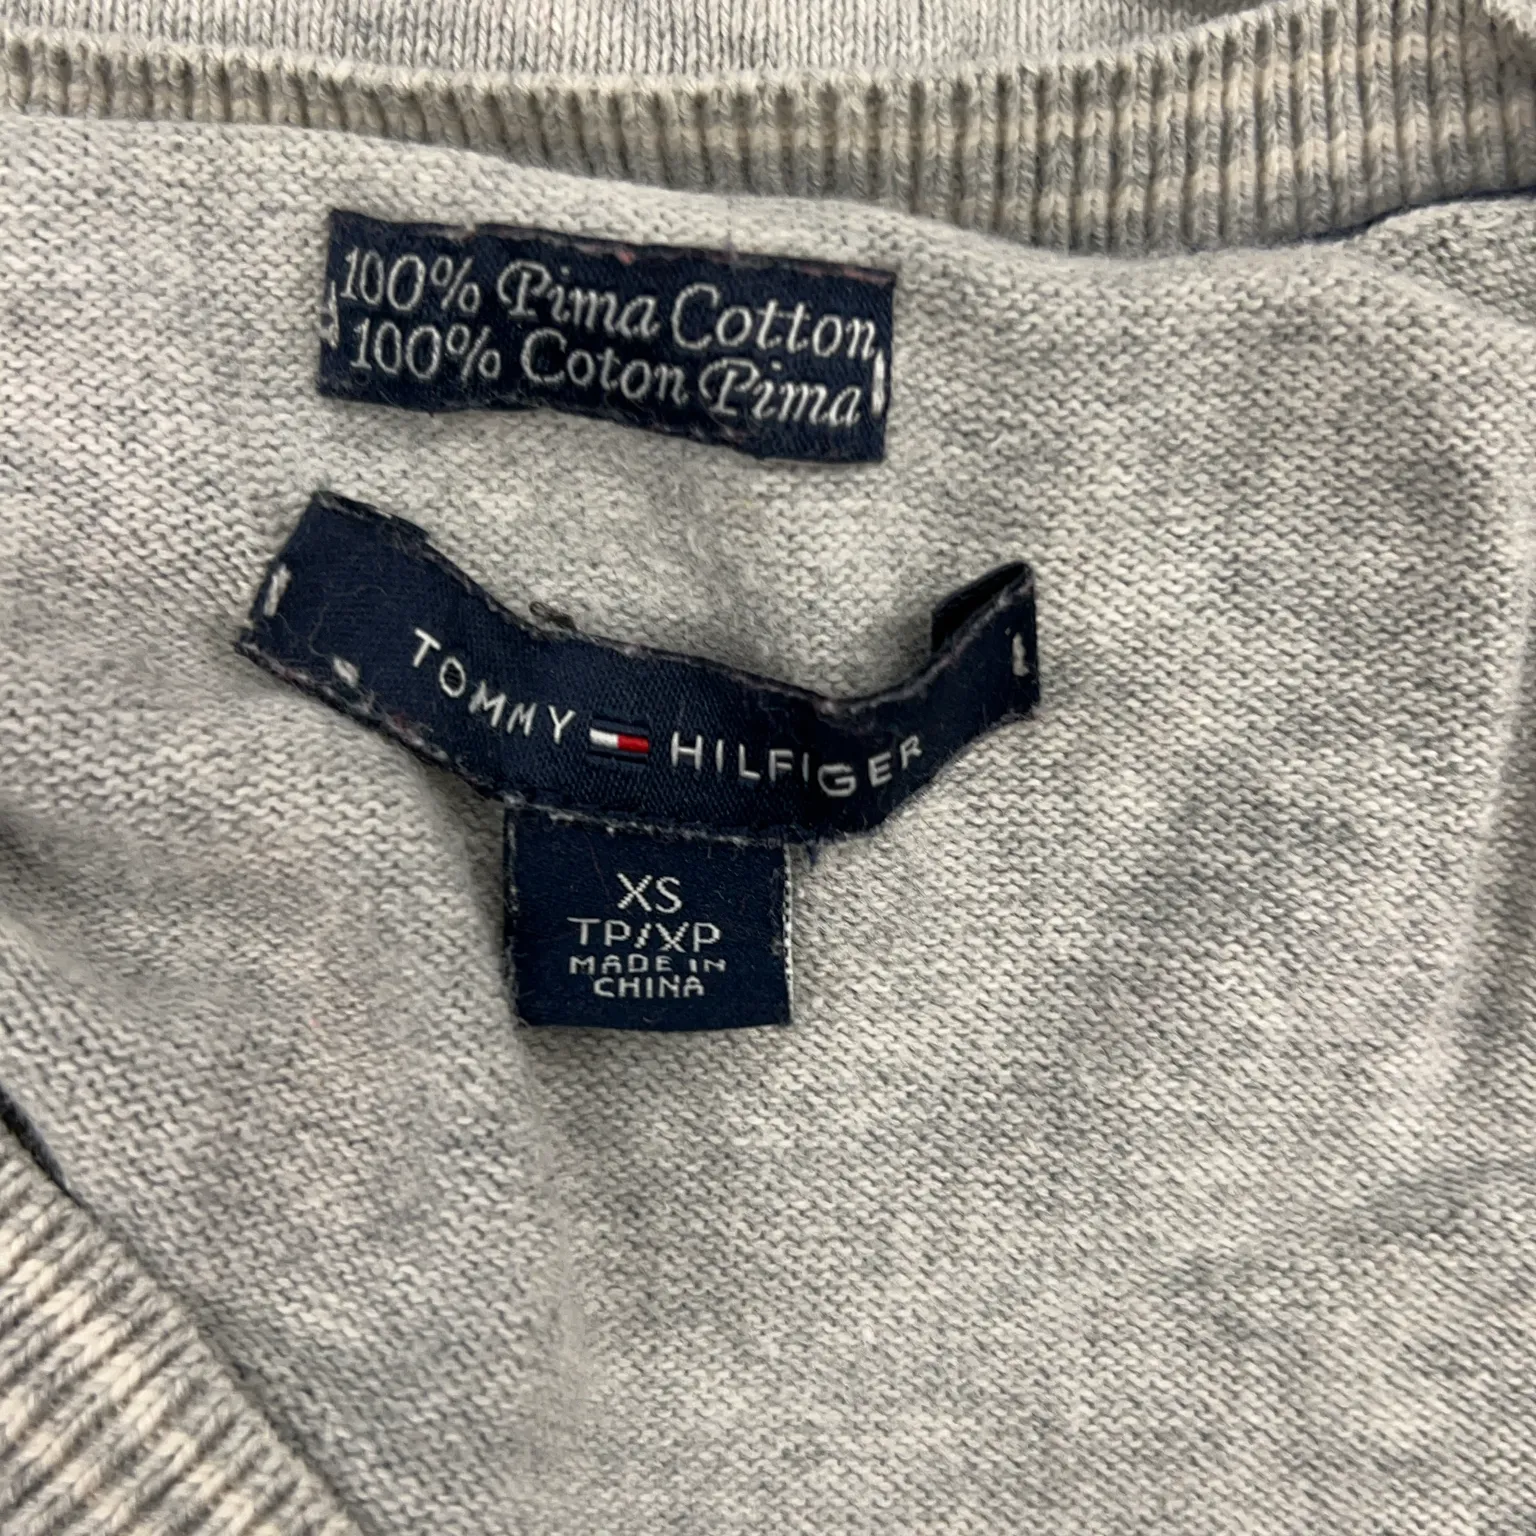 100% Pima Cotton
100% Coton Pima
TOMMY HILFIGER
XS
TP/XP
MADE IN
CHINA